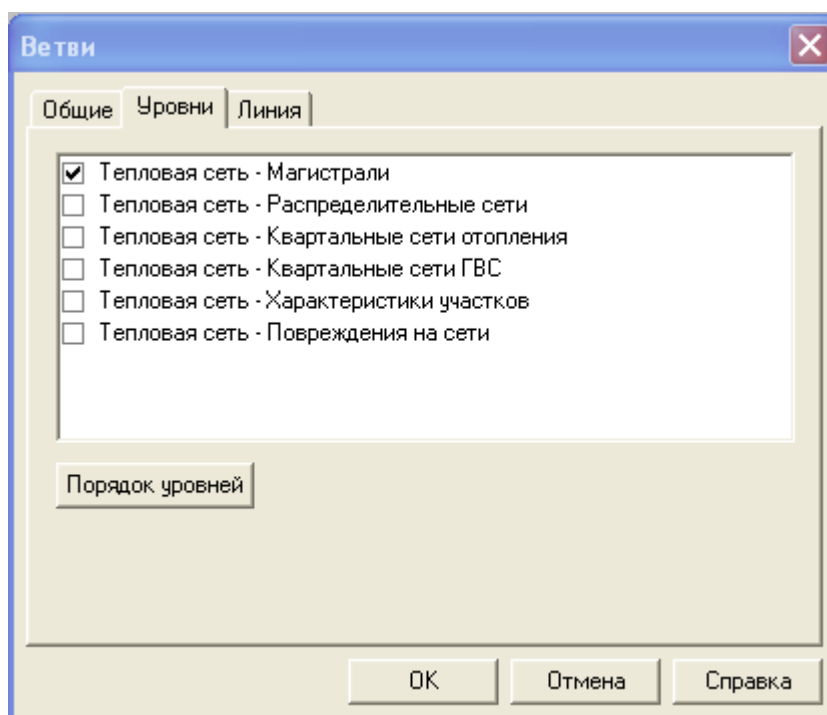 Ветви
Общие Уровни Линия
Тепловая сеть - Магистрали
Тепловая сеть - Распределительные сети
Тепловая сеть - Квартальные сети отопления
Тепловая сеть - Квартальные сети ГВС
Тепловая сеть - Характеристики участков
Тепловая сеть - Повреждения на сети
Порядок уровней
OK Отмена Справка